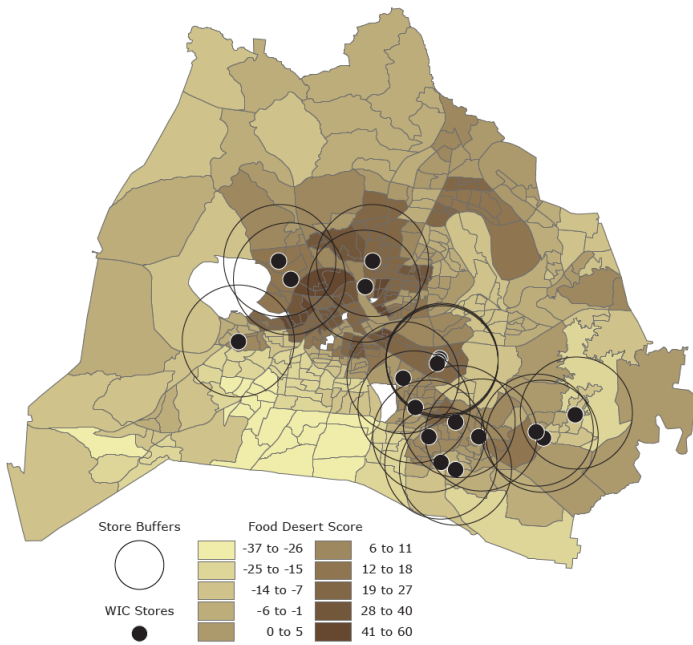 Store Buffers
Food Desert Score
-37 to -26
6 to 11
-25 to -15
12 to 18
-14 to -7
19 to 27
WIC Stores
-6 to -1
28 to 40
0 to 5
41 to 60